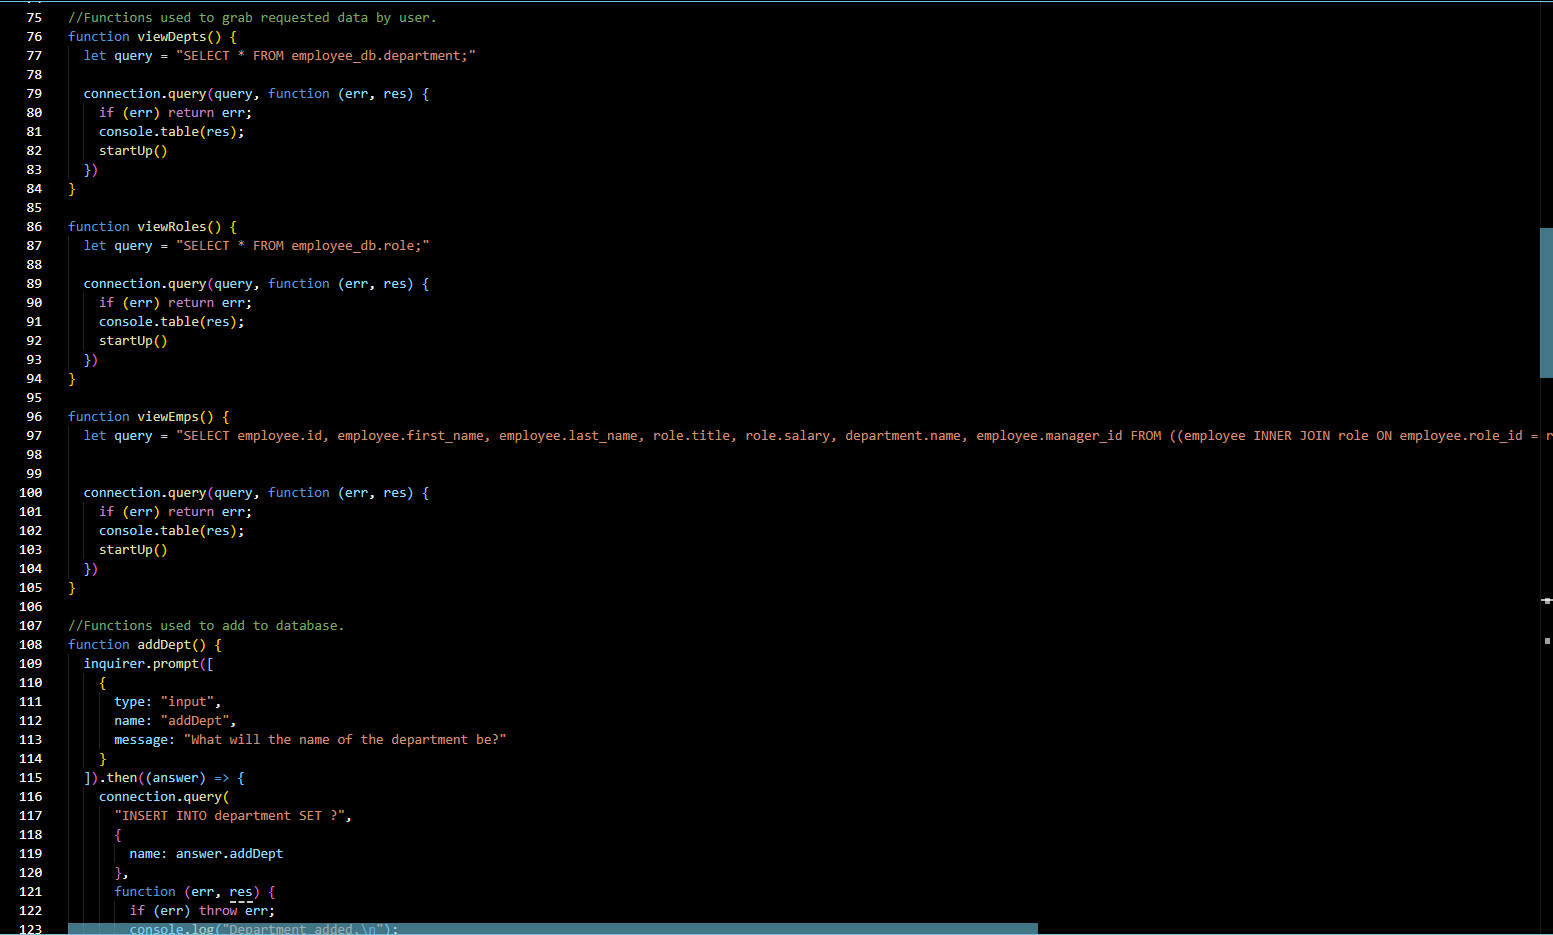 75 //Functions used to grab requested data by user.
76 function viewDepts() {
77 let query = "SELECT * FROM employee_db.department;"
78
79 connection.query(query, function (err, res) {
80 if (err) return err;
81 console.table(res);
82 startUp()
83 })
84 }
85
86 function viewRoles() {
87 let query = "SELECT * FROM employee_db.role;"
88
89 connection.query(query, function (err, res) {
90 if (err) return err;
91 console.table(res);
92 startUp()
93 })
94 }
95
96 function viewEmps() {
97 let query = "SELECT employee.id, employee.first_name, employee.last_name, role.title, role.salary, department.name, employee.manager_id FROM ((employee INNER JOIN role ON employee.role_id = r
98
99
100 connection.query(query, function (err, res) {
101 if (err) return err;
102 console.table(res);
103 startUp()
104 })
105 }
106
107 //Functions used to add to database.
108 function addDept() {
109 inquirer.prompt([
110 {
111 type: "input",
112 name: "addDept",
113 message: "What will the name of the department be?"
114 }
115 ]).then((answer) => {
116 connection.query(
117 "INSERT INTO department SET ?",
118 {
119 name: answer.addDept
120 },
121 function (err, res) {
122 if (err) throw err;
123 console.log("Department added.\n");